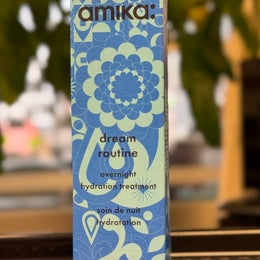 amika:
dream
routine
overnight
hydration treatment
soin de nuit
hydratation